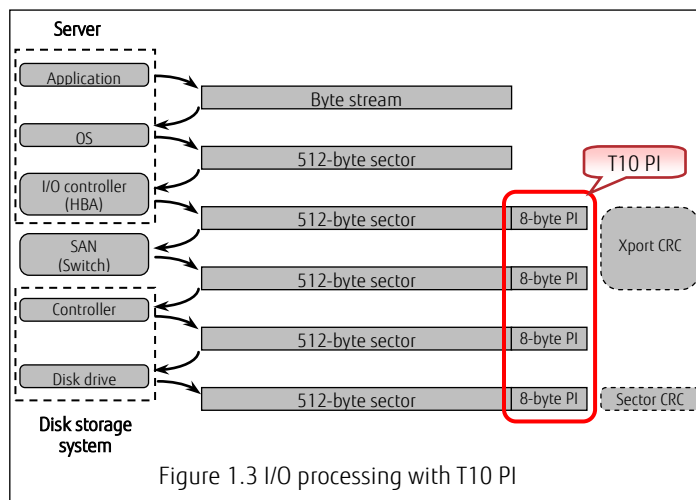 Server
Application
Byte stream
OS
512-byte sector
T10 PI
I/O controller
(HBA)
512-byte sector
8-byte PI
Xport CRC
SAN
(Switch)
512-byte sector
8-byte PI
Controller
512-byte sector
8-byte PI
Disk drive
512-byte sector
8-byte PI
Sector CRC
Disk storage
system
Figure 1.3 I/O processing with T10 PI